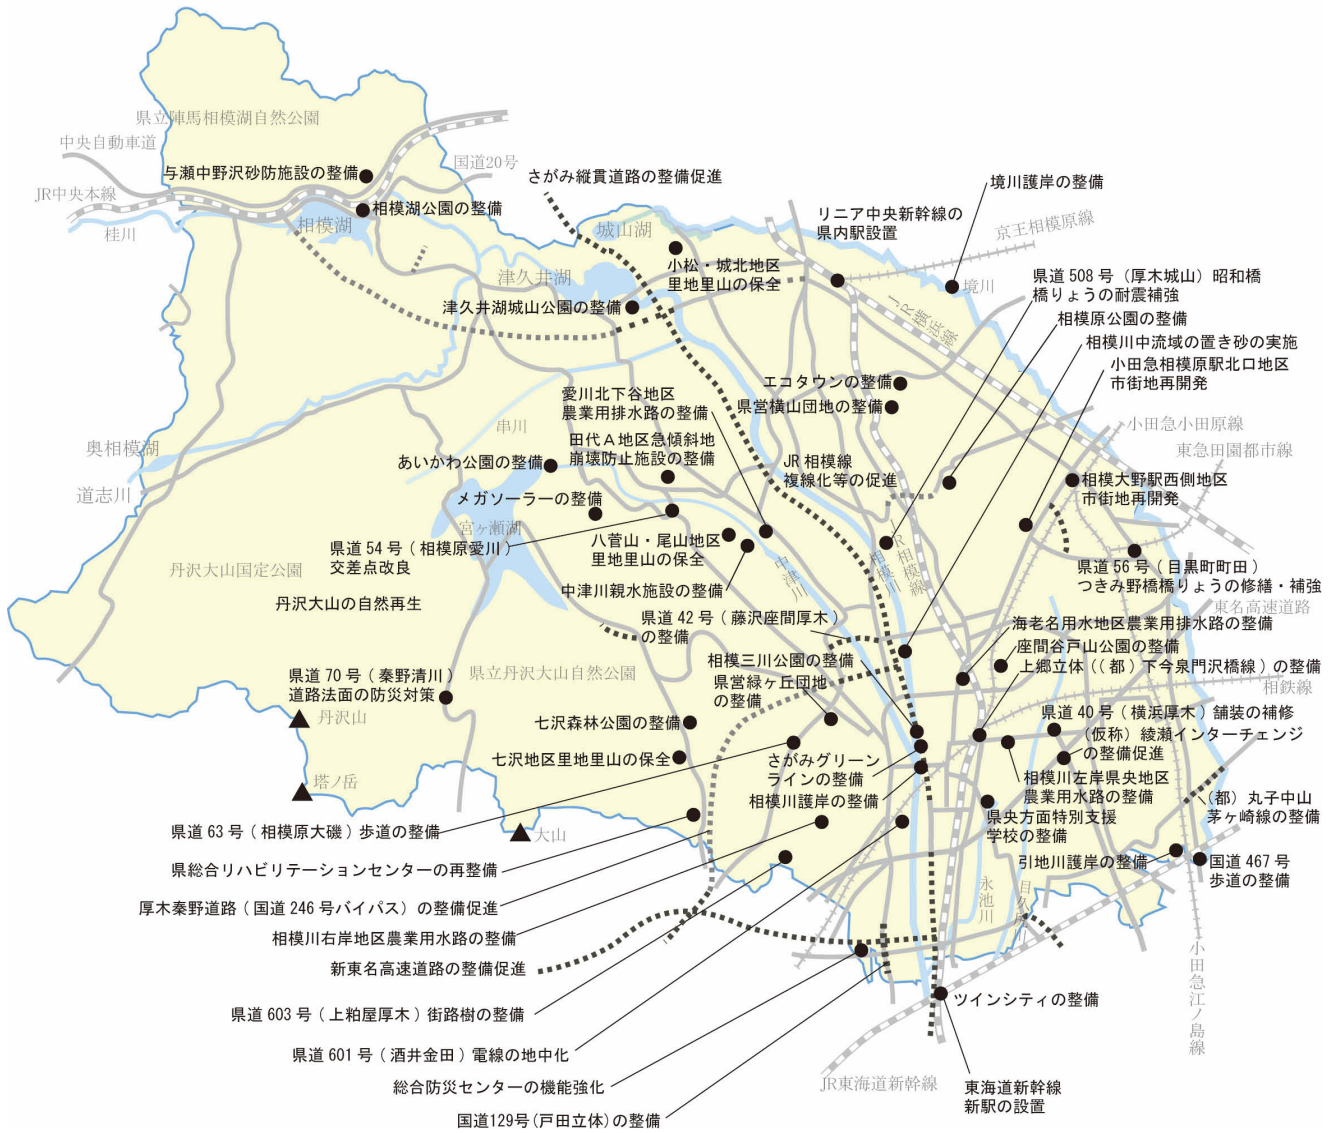 県立陣馬相模湖自然公園
中央自動車道
与瀬中野沢砂防施設の整備
国道20号
JR中央本線
相模湖公園の整備
相模湖
桂川
さがみ縦貫道路の整備促進
境川護岸の整備
リニア中央新幹線の
県内駅設置
京王相模原線
城山湖
小松・城北地区
里地里山の保全
津久井湖
津久井湖城山公園の整備
境川
JR横浜線
県道 508 号（厚木城山）昭和橋
橋りょうの耐震補強
相模原公園の整備
相模川中流域の置き砂の実施
小田急相模原駅北口地区
市街地再開発
エコタウンの整備
県営横山団地の整備
愛川北下谷地区
農業用排水路の整備
串川
田代Ａ地区急傾斜地
崩壊防止施設の整備
小田急小田原線
東急田園都市線
奥相模湖
道志川
あいかわ公園の整備
JR 相模線
複線化等の促進
相模大野駅西側地区
市街地再開発
メガソーラーの整備
宮ヶ瀬湖
県道 54 号（相模原愛川）
交差点改良
八菅山・尾山地区
里地里山の保全
中津川
相模川
JR相模線
県道 56 号（目黒町町田）
つきみ野橋橋りょうの修繕・補強
丹沢大山国定公園
中津川親水施設の整備
丹沢大山の自然再生
県道 42 号（藤沢座間厚木）
の整備
東名高速道路
海老名用水地区農業用排水路の整備
座間谷戸山公園の整備
上郷立体（（都）下今泉門沢橋線）の整備
相鉄線
県道 70 号（秦野清川）
道路法面の防災対策
県立丹沢大山自然公園
相模三川公園の整備
県営緑ヶ丘団地
の整備
丹沢山
七沢森林公園の整備
県道 40 号（横浜厚木）舗装の補修
（仮称）綾瀬インターチェンジ
の整備促進
七沢地区里地里山の保全
さがみグリーン
ラインの整備
相模川左岸県央地区
農業用水路の整備
塔ノ岳
相模川護岸の整備
（都）丸子中山
茅ヶ崎線の整備
県央方面特別支援
学校の整備
大山
県道 63 号（相模原大磯）歩道の整備
引地川護岸の整備
国道 467 号
歩道の整備
県総合リハビリテーションセンターの再整備
永池川
目久尻川
厚木秦野道路（国道 246 号バイパス）の整備促進
相模川右岸地区農業用水路の整備
新東名高速道路の整備促進
小田急江ノ島線
ツインシティの整備
県道 603 号（上粕屋厚木）街路樹の整備
県道 601 号（酒井金田）電線の地中化
JR東海道新幹線
総合防災センターの機能強化
東海道新幹線
新駅の設置
国道129号(戸田立体)の整備